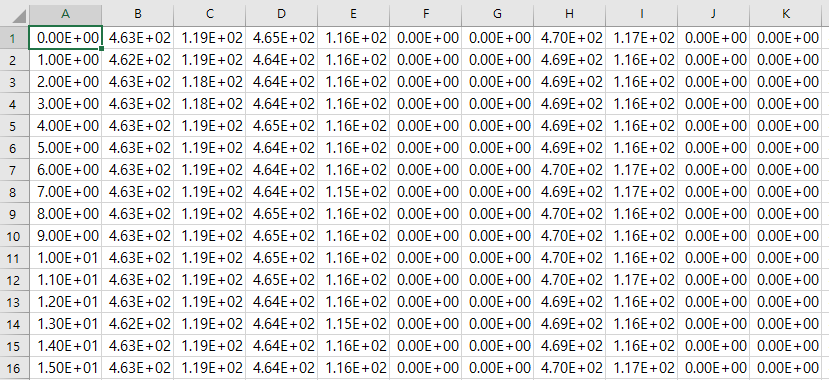 A B C D E F G H I J K
1 0.00E+00 4.63E+02 1.19E+02 4.65E+02 1.16E+02 0.00E+00 0.00E+00 4.70E+02 1.17E+02 0.00E+00 0.00E+00
2 1.00E+00 4.62E+02 1.19E+02 4.64E+02 1.16E+02 0.00E+00 0.00E+00 4.69E+02 1.16E+02 0.00E+00 0.00E+00
3 2.00E+00 4.63E+02 1.18E+02 4.64E+02 1.16E+02 0.00E+00 0.00E+00 4.69E+02 1.16E+02 0.00E+00 0.00E+00
4 3.00E+00 4.63E+02 1.18E+02 4.64E+02 1.16E+02 0.00E+00 0.00E+00 4.69E+02 1.16E+02 0.00E+00 0.00E+00
5 4.00E+00 4.63E+02 1.19E+02 4.65E+02 1.16E+02 0.00E+00 0.00E+00 4.69E+02 1.16E+02 0.00E+00 0.00E+00
6 5.00E+00 4.63E+02 1.19E+02 4.64E+02 1.16E+02 0.00E+00 0.00E+00 4.69E+02 1.16E+02 0.00E+00 0.00E+00
7 6.00E+00 4.63E+02 1.19E+02 4.64E+02 1.16E+02 0.00E+00 0.00E+00 4.70E+02 1.17E+02 0.00E+00 0.00E+00
8 7.00E+00 4.63E+02 1.19E+02 4.64E+02 1.15E+02 0.00E+00 0.00E+00 4.69E+02 1.17E+02 0.00E+00 0.00E+00
9 8.00E+00 4.63E+02 1.19E+02 4.65E+02 1.16E+02 0.00E+00 0.00E+00 4.70E+02 1.16E+02 0.00E+00 0.00E+00
10 9.00E+00 4.63E+02 1.19E+02 4.65E+02 1.16E+02 0.00E+00 0.00E+00 4.70E+02 1.16E+02 0.00E+00 0.00E+00
11 1.00E+01 4.63E+02 1.19E+02 4.65E+02 1.16E+02 0.00E+00 0.00E+00 4.70E+02 1.16E+02 0.00E+00 0.00E+00
12 1.10E+01 4.63E+02 1.19E+02 4.65E+02 1.16E+02 0.00E+00 0.00E+00 4.70E+02 1.17E+02 0.00E+00 0.00E+00
13 1.20E+01 4.63E+02 1.19E+02 4.64E+02 1.16E+02 0.00E+00 0.00E+00 4.69E+02 1.16E+02 0.00E+00 0.00E+00
14 1.30E+01 4.62E+02 1.19E+02 4.64E+02 1.15E+02 0.00E+00 0.00E+00 4.69E+02 1.16E+02 0.00E+00 0.00E+00
15 1.40E+01 4.63E+02 1.19E+02 4.64E+02 1.16E+02 0.00E+00 0.00E+00 4.69E+02 1.16E+02 0.00E+00 0.00E+00
16 1.50E+01 4.63E+02 1.19E+02 4.64E+02 1.16E+02 0.00E+00 0.00E+00 4.70E+02 1.17E+02 0.00E+00 0.00E+00